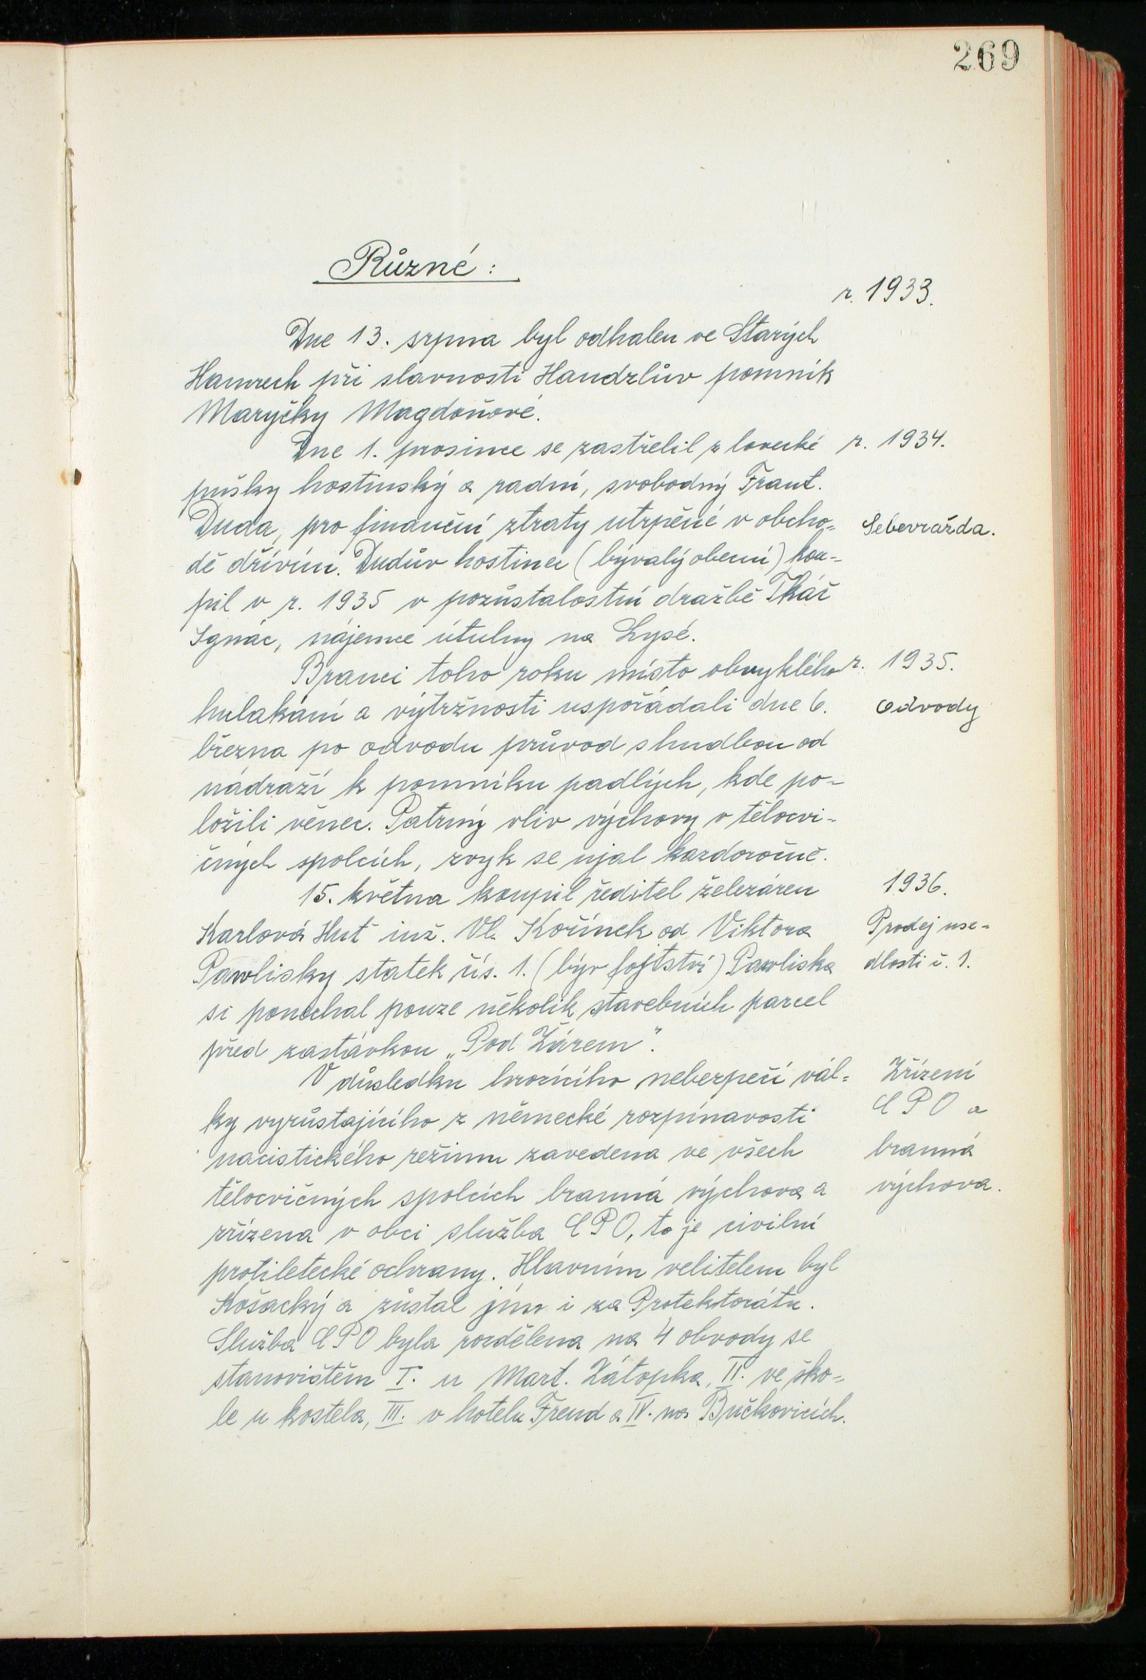 269
Různé:
r. 1933.
Dne 13. srpna byl odhalen ve Starých
Hamrech při slavnosti Handzlův pomník
Maryčky Magdoňové.
Dne 1. prosince se zastřelil z lovecké
r. 1934.
pušky hostinský a radní, svobodný Frant.
Duda, pro finanční ztraty utrpěné v obcho-
Sebevražda.
dě dřívím. Dudův hostinec (bývalý obecní) kou-
pil v r. 1935 v pozůstalostní dražbě Tkáč
Ignác, nájemce útulny na Lysé.
Branci toho roku místo obvyklého
r. 1935.
hulakání a výtržnosti uspořádali dne 6.
Odvody
března po odvodu průvod s hudbou od
nádraží k pomníku padlých, kde po-
ložili věnec. Patrný vliv výchovy v tělocvi-
čných spolcích, zvyk se ujal každoročně.
15. května koupil ředitel železáren
1936.
Karlova Huť inž. Vl. Kořínek od Viktora
Prodej use-
Pawlisky statek čís. 1. (býv fojtství) Pawliska
dlosti č. 1.
si ponechal pouze několik stavebních parcel
před zastávkou „Pod Žárem".
V důsledku hrozícího nebezpečí vál-
Zřízení
ky vyrůstajícího z německé rozpínavosti
CPO a
nacistického režimu zavedena ve všech
branná
tělocvičných spolcích branná výchova a
výchova.
zřízena v obci služba CPO, to je civilní
protiletecké ochrany. Hlavním velitelem byl
Košacký a zůstal jím i za Protektorátu.
Služba CPO byla rozdělena na 4 obvody se
stanovištěm I. u Mart. Zátopka, II. ve ško-
le u kostela, III. v hotelu Freud a IV. na Bučkovicích.